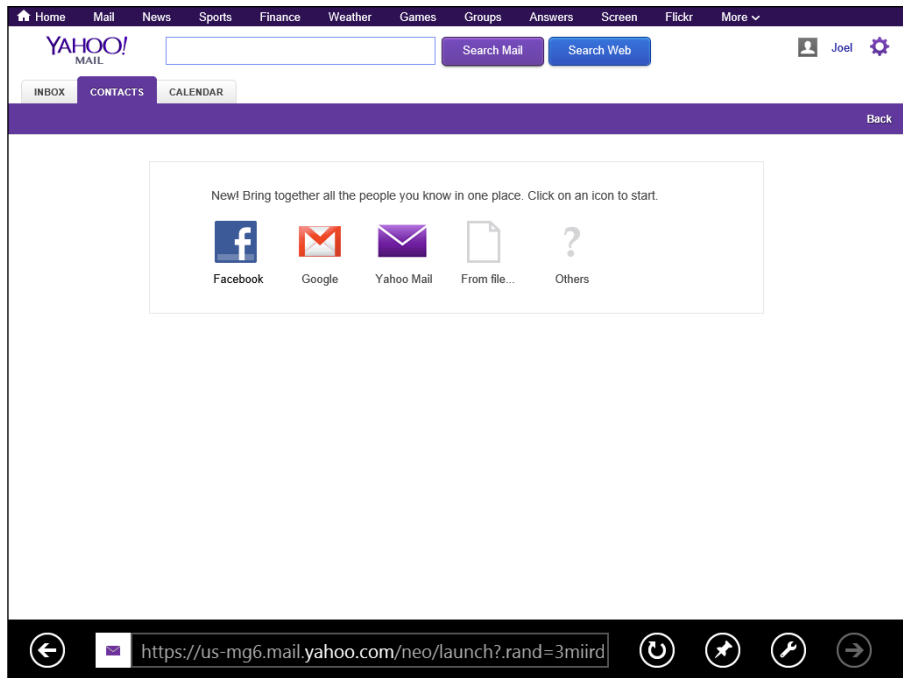 Home Mail News Sports Finance Weather Games Groups Answers Screen Flickr More
YAHOO!
MAIL
Search Mail Search Web Joel
INBOX CONTACTS CALENDAR
Back
New! Bring together all the people you know in one place. Click on an icon to start.
f ?
Facebook Google Yahoo Mail From file... Others
https://us-mg6.mail.yahoo.com/neo/launch?.rand=3miird